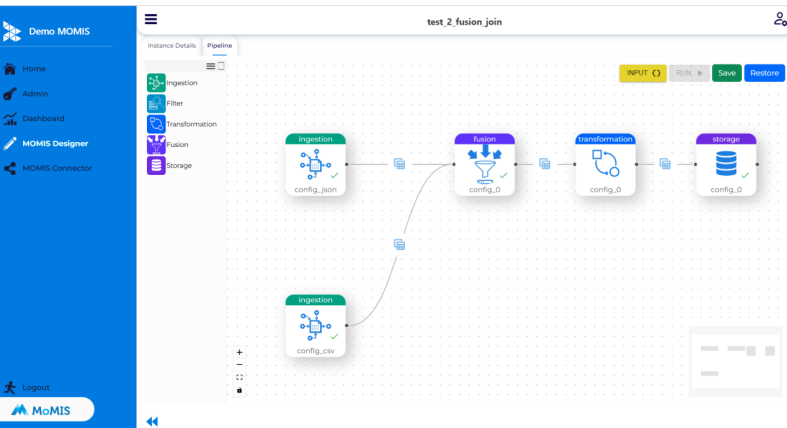 Demo MOMIS
test_2_fusion_join
Home
Admin
Dashboard
MOMIS Designer
MOMIS Connector
Logout
MOMIS
Instance Details
Pipeline
Ingestion
Filter
Transformation
Fusion
Storage
INPUT {}
RUN
Save
Restore
ingestion
config_json
fusion
config_0
transformation
config_0
storage
config_0
ingestion
config_csv